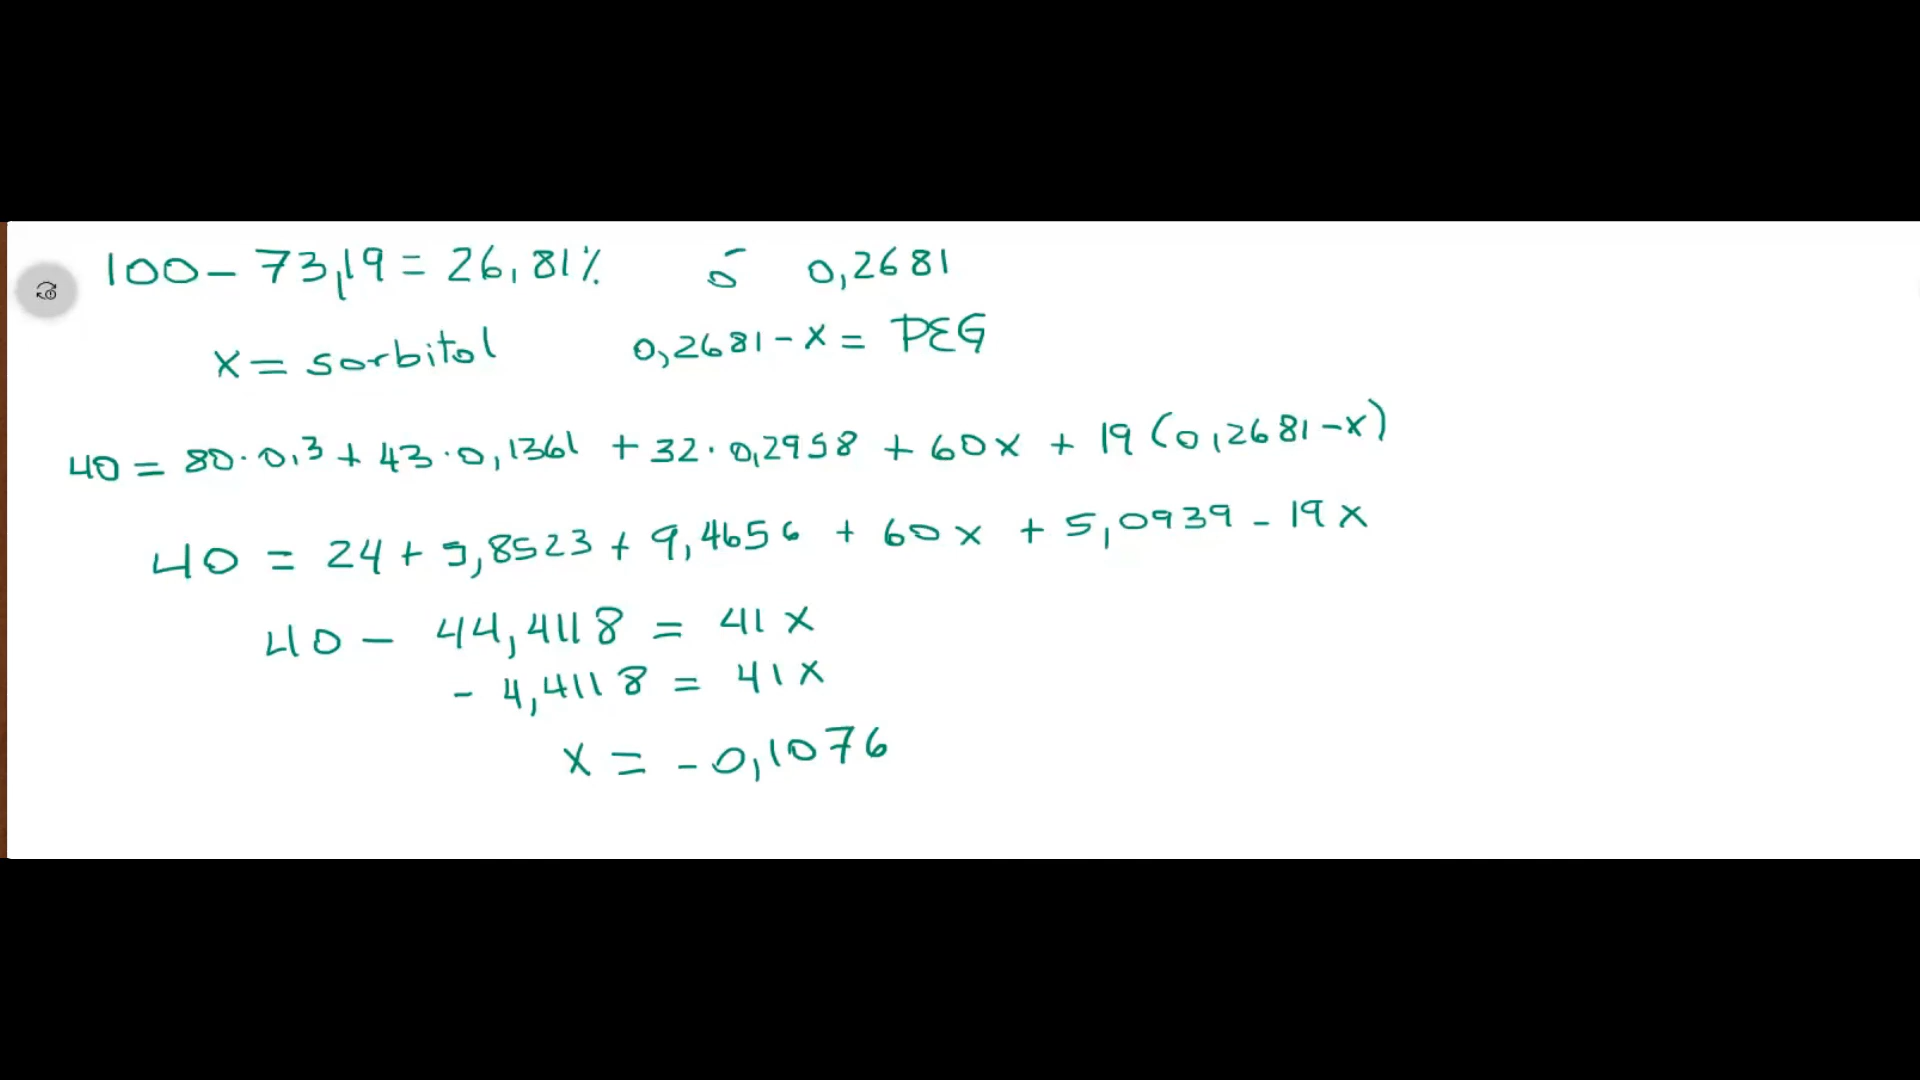 100 - 73,19 = 26,81% ó 0,2681
x = sorbitol 0,2681 - x = PEG
40 = 80 · 0,3 + 43 · 0,1361 + 32 · 0,2958 + 60x + 19 (0,2681 - x)
40 = 24 + 5,8523 + 9,4656 + 60x + 5,0939 - 19x
40 - 44,4118 = 41x
- 4,4118 = 41x
x = - 0,1076